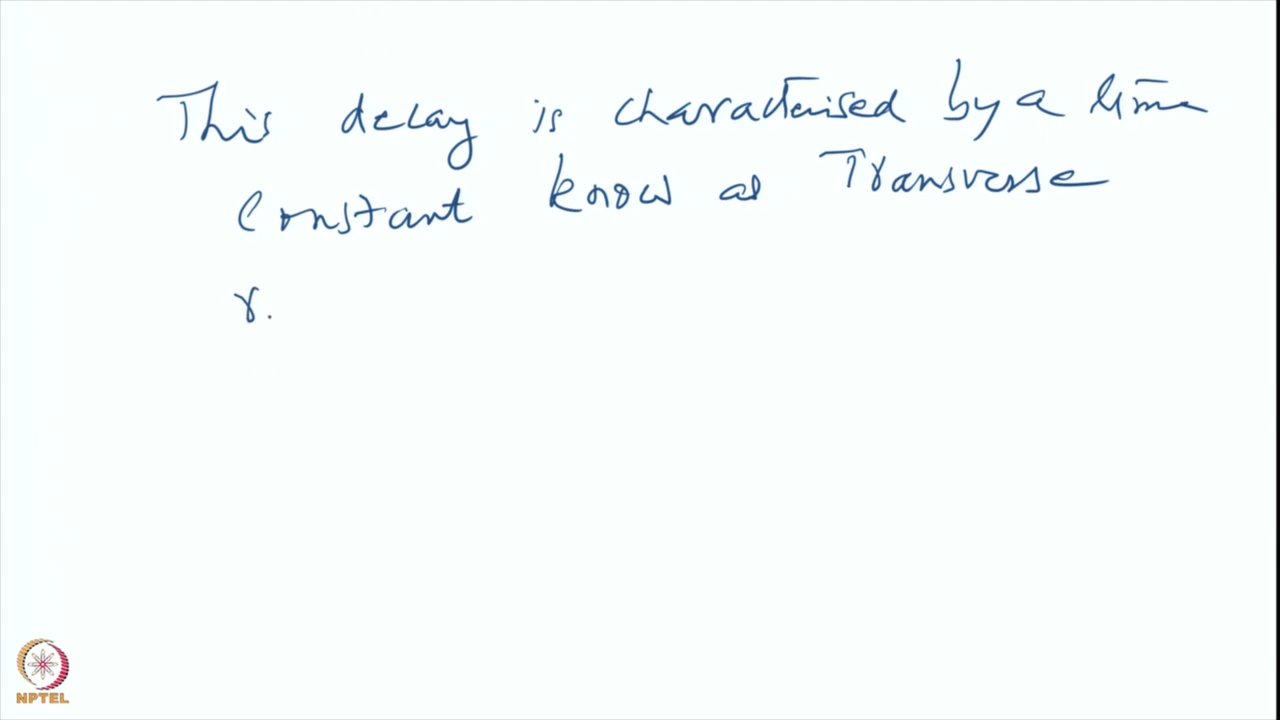 This delay is characterised by a time
Constant know as Transverse
r.
NPTEL